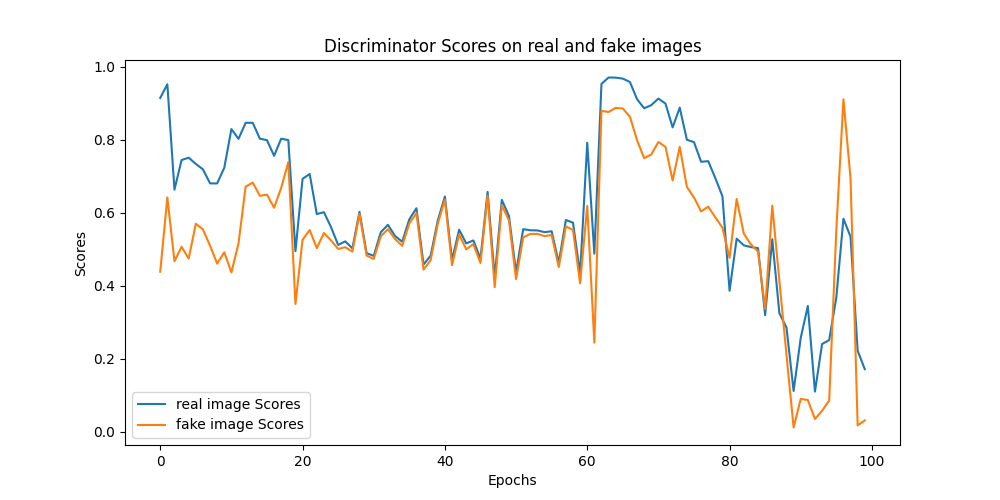 Discriminator Scores on real and fake images
1.0
0.8
0.6
0.4
0.2
0.0
Scores
real image Scores
fake image Scores
0 20 40 60 80 100
Epochs